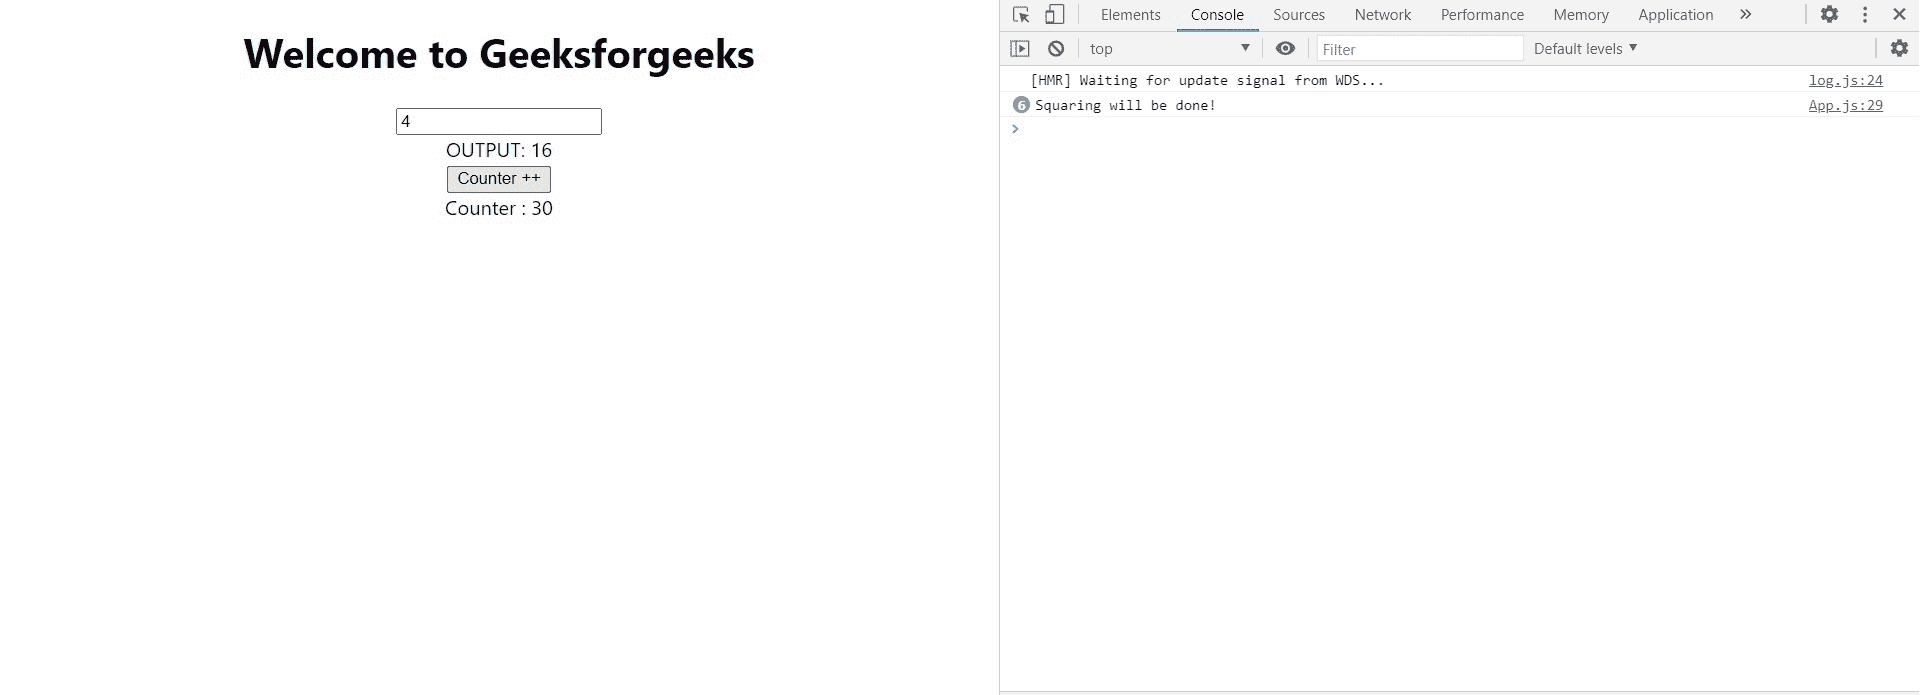 Welcome to Geeksforgeeks
4
OUTPUT: 16
Counter ++
Counter : 30
Elements Console Sources Network Performance Memory Application »
top Filter Default levels
[HMR] Waiting for update signal from WDS... log.js:24
6 Squaring will be done! App.js:29
>